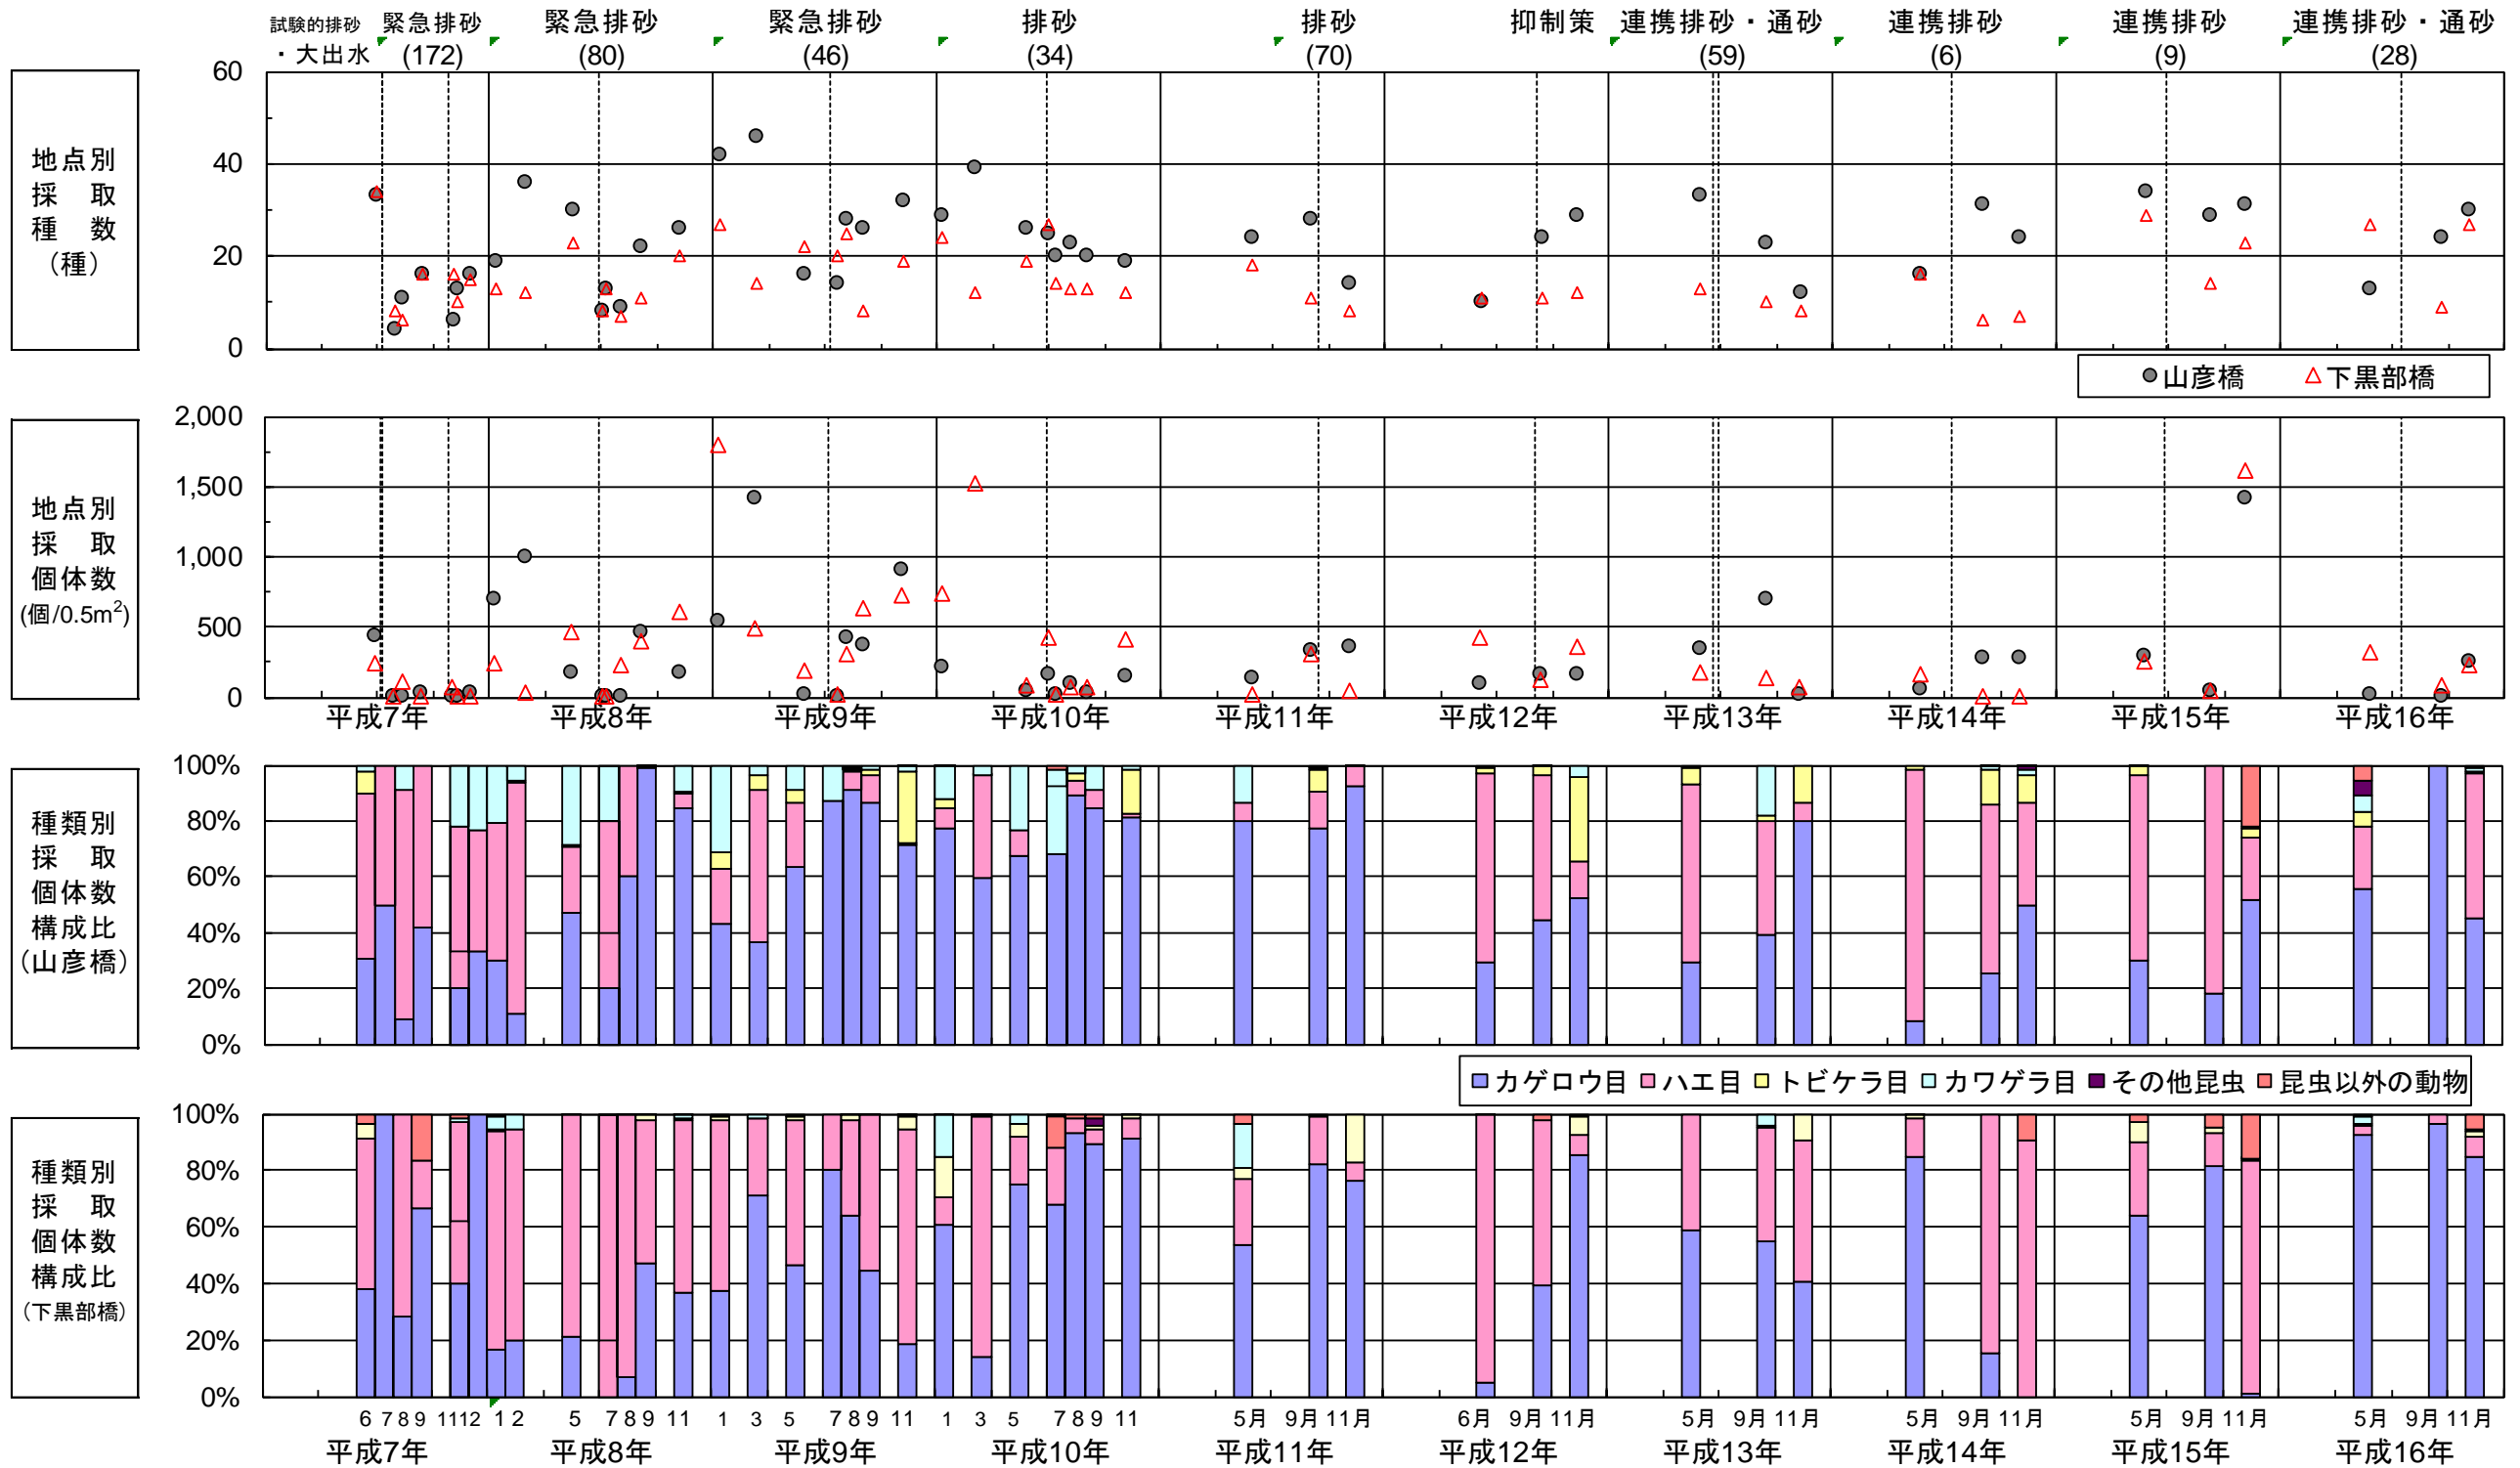 試験的排砂 緊急排砂 緊急排砂 緊急排砂 排砂 排砂 抑制策 連携排砂・通砂 連携排砂 連携排砂 連携排砂・通砂
・大出水 (172) (80) (46) (34) (70) (59) (6) (9) (28)
地点別
採 取
種 数
（種）
60
40
20
0
山彦橋 下黒部橋
地点別
採 取
個体数
(個/0.5m²)
2,000
1,500
1,000
500
0
平成7年 平成8年 平成9年 平成10年 平成11年 平成12年 平成13年 平成14年 平成15年 平成16年
種類別
採 取
個体数
構成比
（山彦橋）
100%
80%
60%
40%
20%
0%
カゲロウ目 ハエ目 トビケラ目 カワゲラ目 その他昆虫 昆虫以外の動物
種類別
採 取
個体数
構成比
（下黒部橋）
100%
80%
60%
40%
20%
0%
6 7 8 9 11 12 1 2 5 7 8 9 11 1 3 5 7 8 9 11 1 3 5 7 8 9 11 5月 9月 11月 6月 9月 11月 5月 9月 11月 5月 9月 11月 5月 9月 11月 5月 9月 11月
平成7年 平成8年 平成9年 平成10年 平成11年 平成12年 平成13年 平成14年 平成15年 平成16年